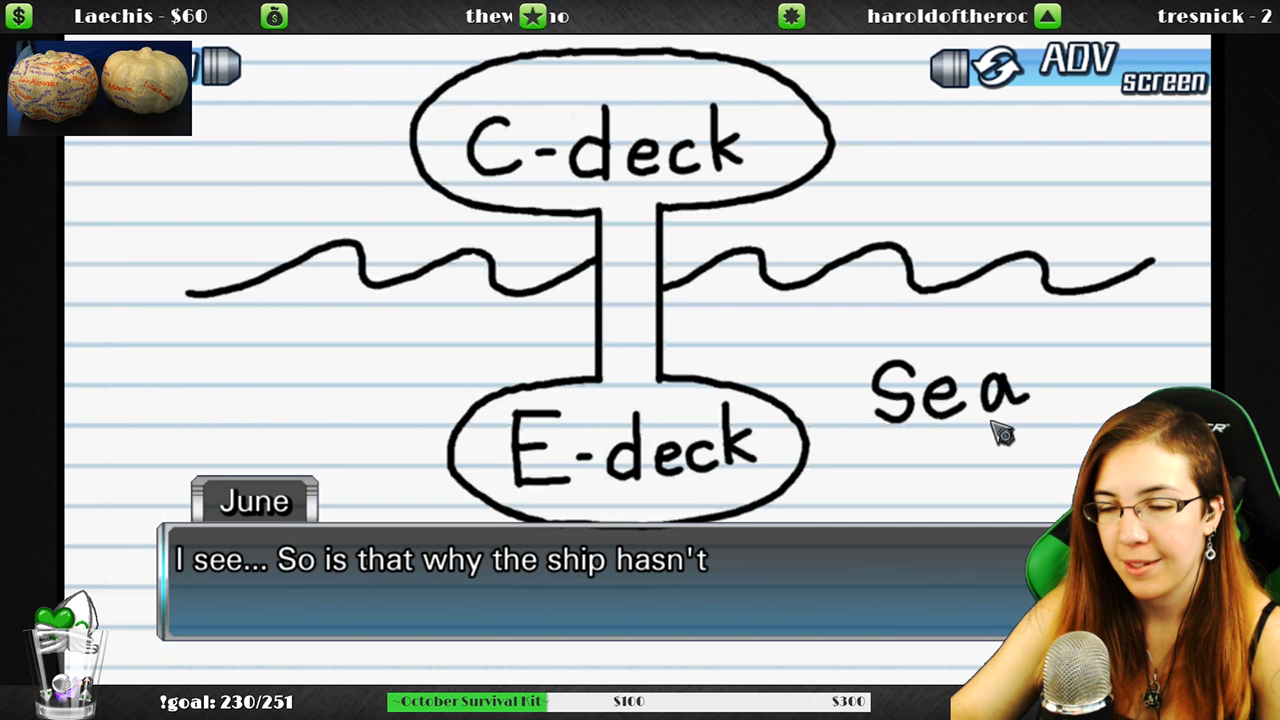 Laechis - $60
haroldoftheroc
tresnick - 2
ADV
screen
C-deck
Sea
E-deck
June
I see... So is that why the ship hasn't
!goal: 230/251
~October Survival Kit~
$100
$300